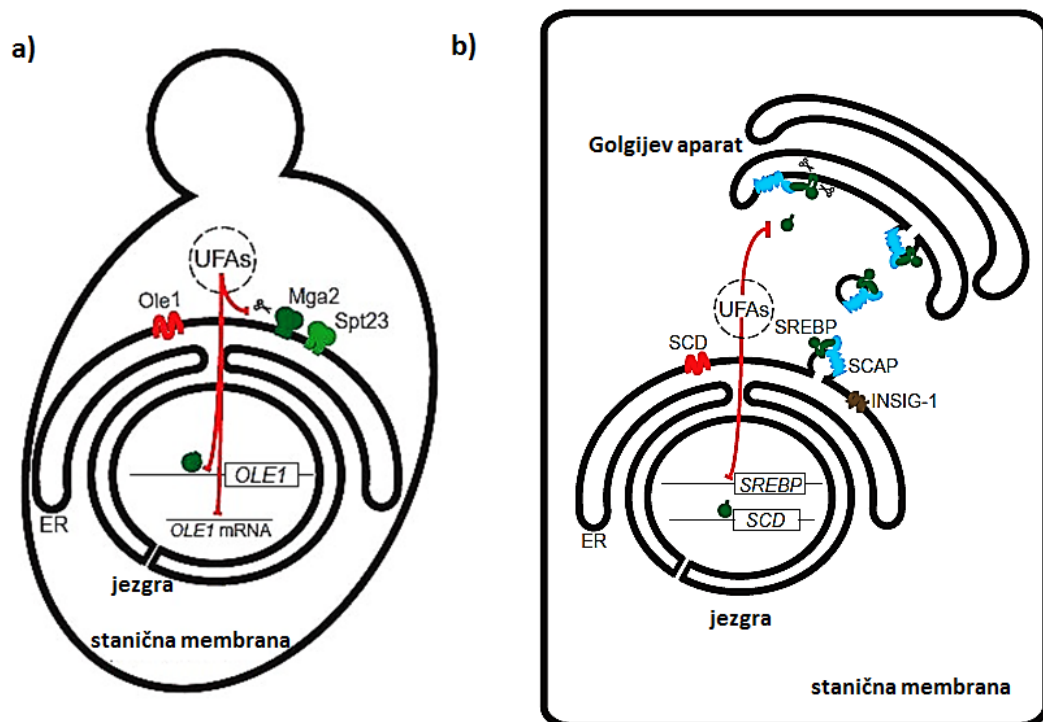 a)
UFAs
Ole1
Mga2
Spt23
OLE1
OLE1 mRNA
ER
jezgra
stanična membrana
b)
Golgijev aparat
UFAs
SREBP
SCD
SCAP
INSIG-1
SREBP
SCD
ER
jezgra
stanična membrana